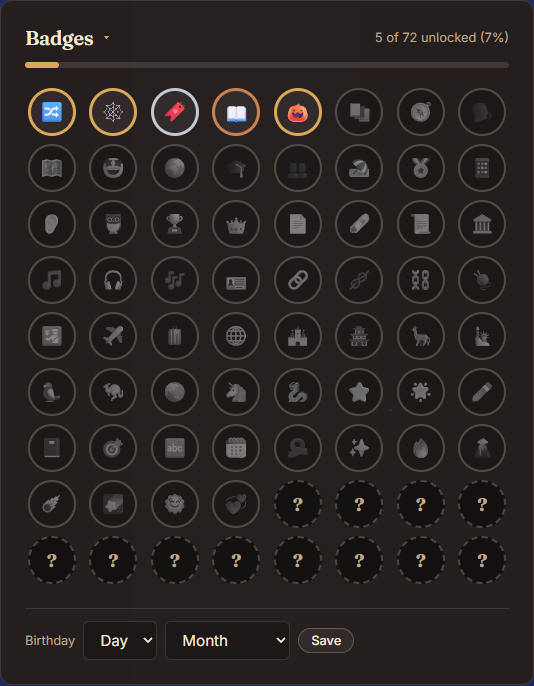 Badges
5 of 72 unlocked (7%)
abc
? ? ? ?
? ? ? ? ? ? ? ?
Birthday Day Month Save